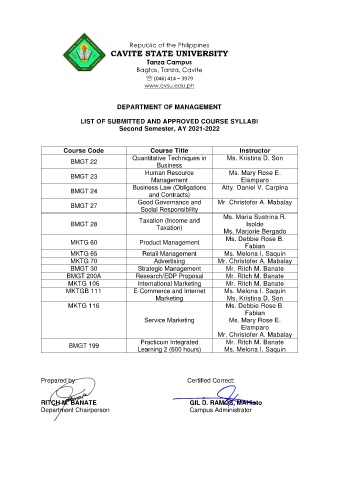 Republic of the Philippines
CAVITE STATE UNIVERSITY
Tanza Campus
Bagtas, Tanza, Cavite
☏ (046) 414 – 3979
www.cvsu.edu.ph
DEPARTMENT OF MANAGEMENT
LIST OF SUBMITTED AND APPROVED COURSE SYLLABI
Second Semester, AY 2021-2022
Course Code Course Title Instructor
BMGT 22 Quantitative Techniques in Business Ms. Kristina D. Son
BMGT 23 Human Resource Management Ms. Mary Rose E. Elamparo
BMGT 24 Business Law (Obligations and Contracts) Atty. Daniel V. Carpina
BMGT 27 Good Governance and Social Responsibility Mr. Christofer A. Mabalay
BMGT 28 Taxation (Income and Taxation) Ms. Maria Sustrina R. Isolde Ms. Marjorie Bergado
MKTG 60 Product Management Ms. Debbie Rose B. Fabian
MKTG 65 Retail Management Ms. Melona I. Saquin
MKTG 70 Advertising Mr. Christofer A. Mabalay
BMGT 30 Strategic Management Mr. Ritch M. Banate
BMGT 200A Research/EDP Proposal Mr. Ritch M. Banate
MKTG 106 International Marketing Mr. Ritch M. Banate
MKTGB 111 E-Commerce and Internet Marketing Ms. Melona I. Saquin Ms. Kristina D. Son
MKTG 116 Service Marketing Ms. Debbie Rose B. Fabian Ms. Mary Rose E. Elamparo Mr. Christofer A. Mabalay
BMGT 199 Practicum Integrated Learning 2 (600 hours) Mr. Ritch M. Banate Ms. Melona I. Saquin
Prepared by: Certified Correct:
RITCH M. BANATE GIL D. RAMOS, MAHisto
Department Chairperson Campus Administrator